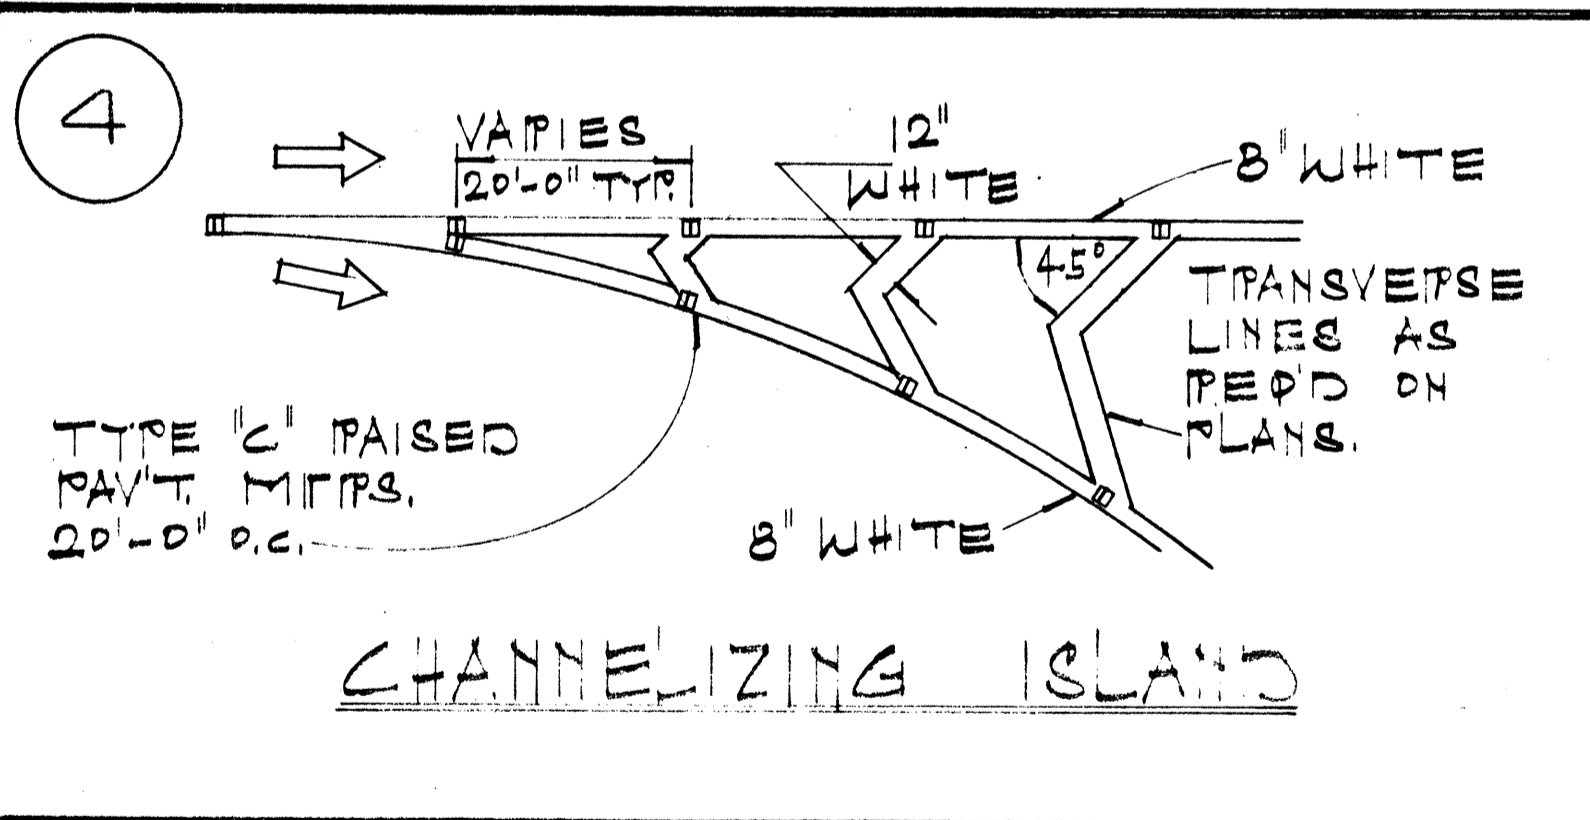 4
VARIES
20'-0" TYP.
12"
WHITE
8" WHITE
45°
TRANSVERSE
LINES AS
REQ'D ON
PLANS.
TYPE "C" RAISED
PAV'T. MKRS.
20'-0" O.C.
8" WHITE
CHANNELIZING ISLAND